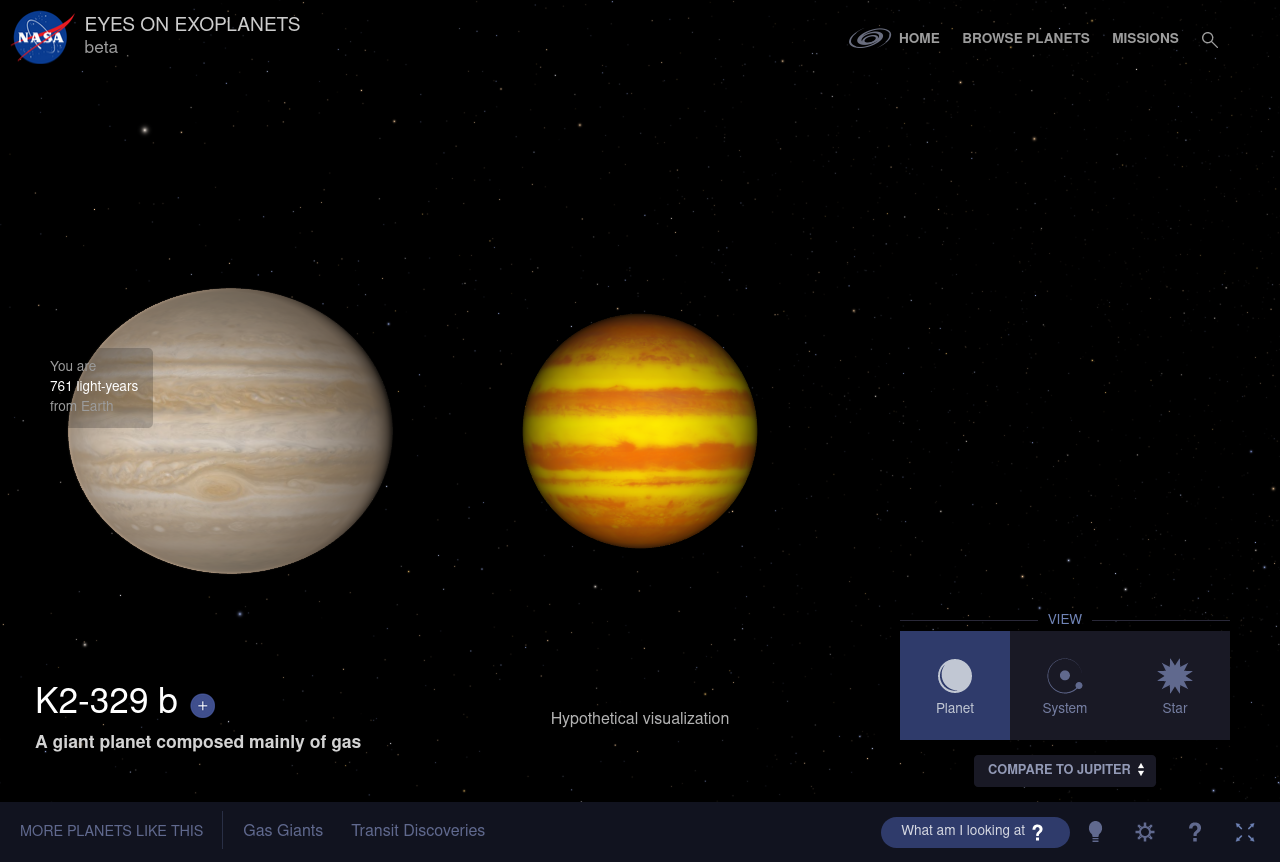 NASA
EYES ON EXOPLANETS
beta
HOME
BROWSE PLANETS
MISSIONS
You are
761 light-years
from Earth
VIEW
Planet
System
Star
K2-329 b
A giant planet composed mainly of gas
Hypothetical visualization
COMPARE TO JUPITER
MORE PLANETS LIKE THIS
Gas Giants
Transit Discoveries
What am I looking at ?
?